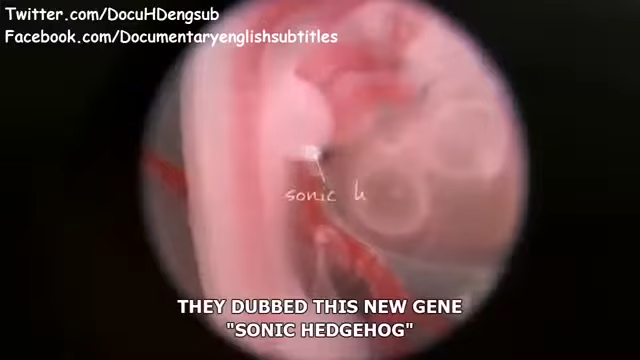 Twitter.com/DocuHDengsub
Facebook.com/Documentaryenglishsubtitles
sonic h
THEY DUBBED THIS NEW GENE
"SONIC HEDGEHOG"